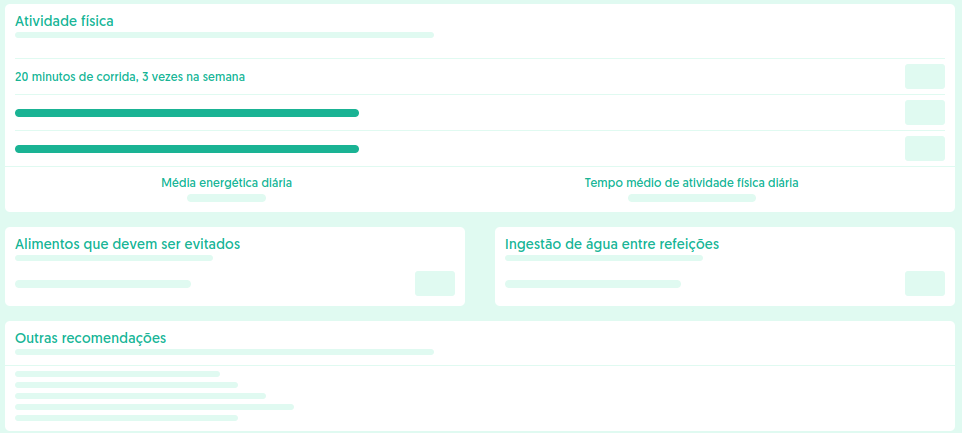 Atividade física
20 minutos de corrida, 3 vezes na semana
Média energética diária
Tempo médio de atividade física diária
Alimentos que devem ser evitados
Ingestão de água entre refeições
Outras recomendações